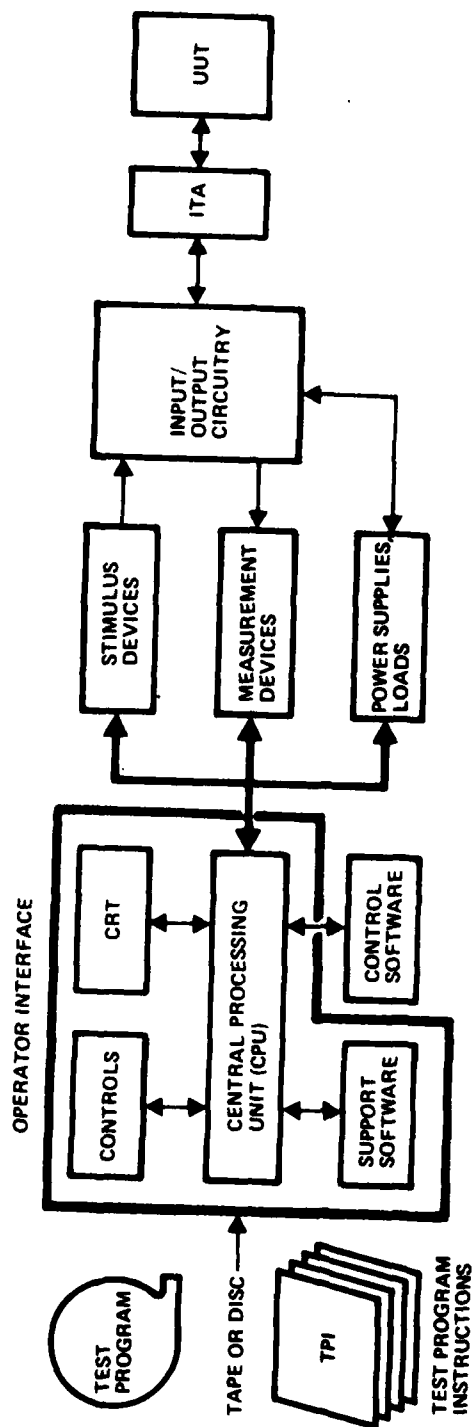 OPERATOR INTERFACE
TEST
PROGRAM
TAPE OR DISC
TPI
TEST PROGRAM
INSTRUCTIONS
CONTROLS
CRT
CENTRAL PROCESSING
UNIT (CPU)
SUPPORT
SOFTWARE
CONTROL
SOFTWARE
STIMULUS
DEVICES
MEASUREMENT
DEVICES
POWER SUPPLIES,
LOADS
INPUT/
OUTPUT
CIRCUITRY
ITA
UUT